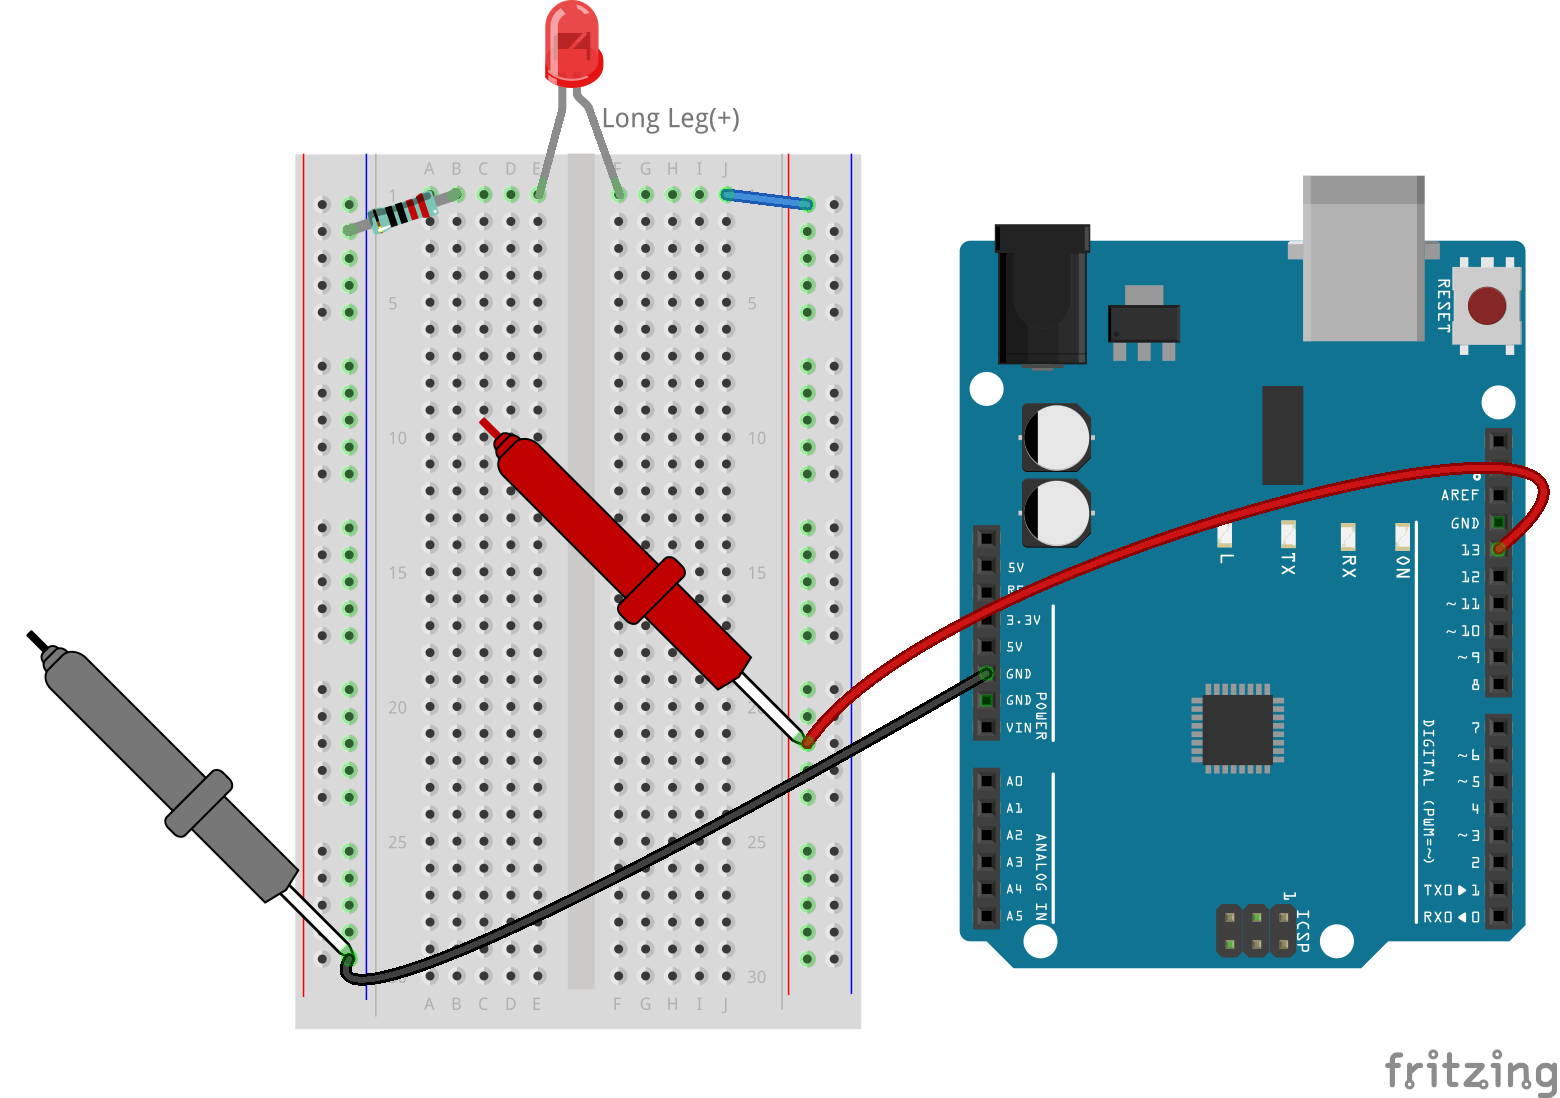 Long Leg(+)
A B C D E F G H I J
1
5 5
10 10
15 15
20
25 25
30
A B C D E F G H I J
RESET
AREF
GND
13
12
~11
~10
~9
8
L
TX
RX
ON
5V
3.3V
5V
GND
GND
VIN
POWER
A0
A1
A2
A3
A4
A5
ANALOG IN
7
~6
~5
4
~3
2
TX0▶1
RX0◀0
DIGITAL (PWM=~)
1
ICSP
fritzing